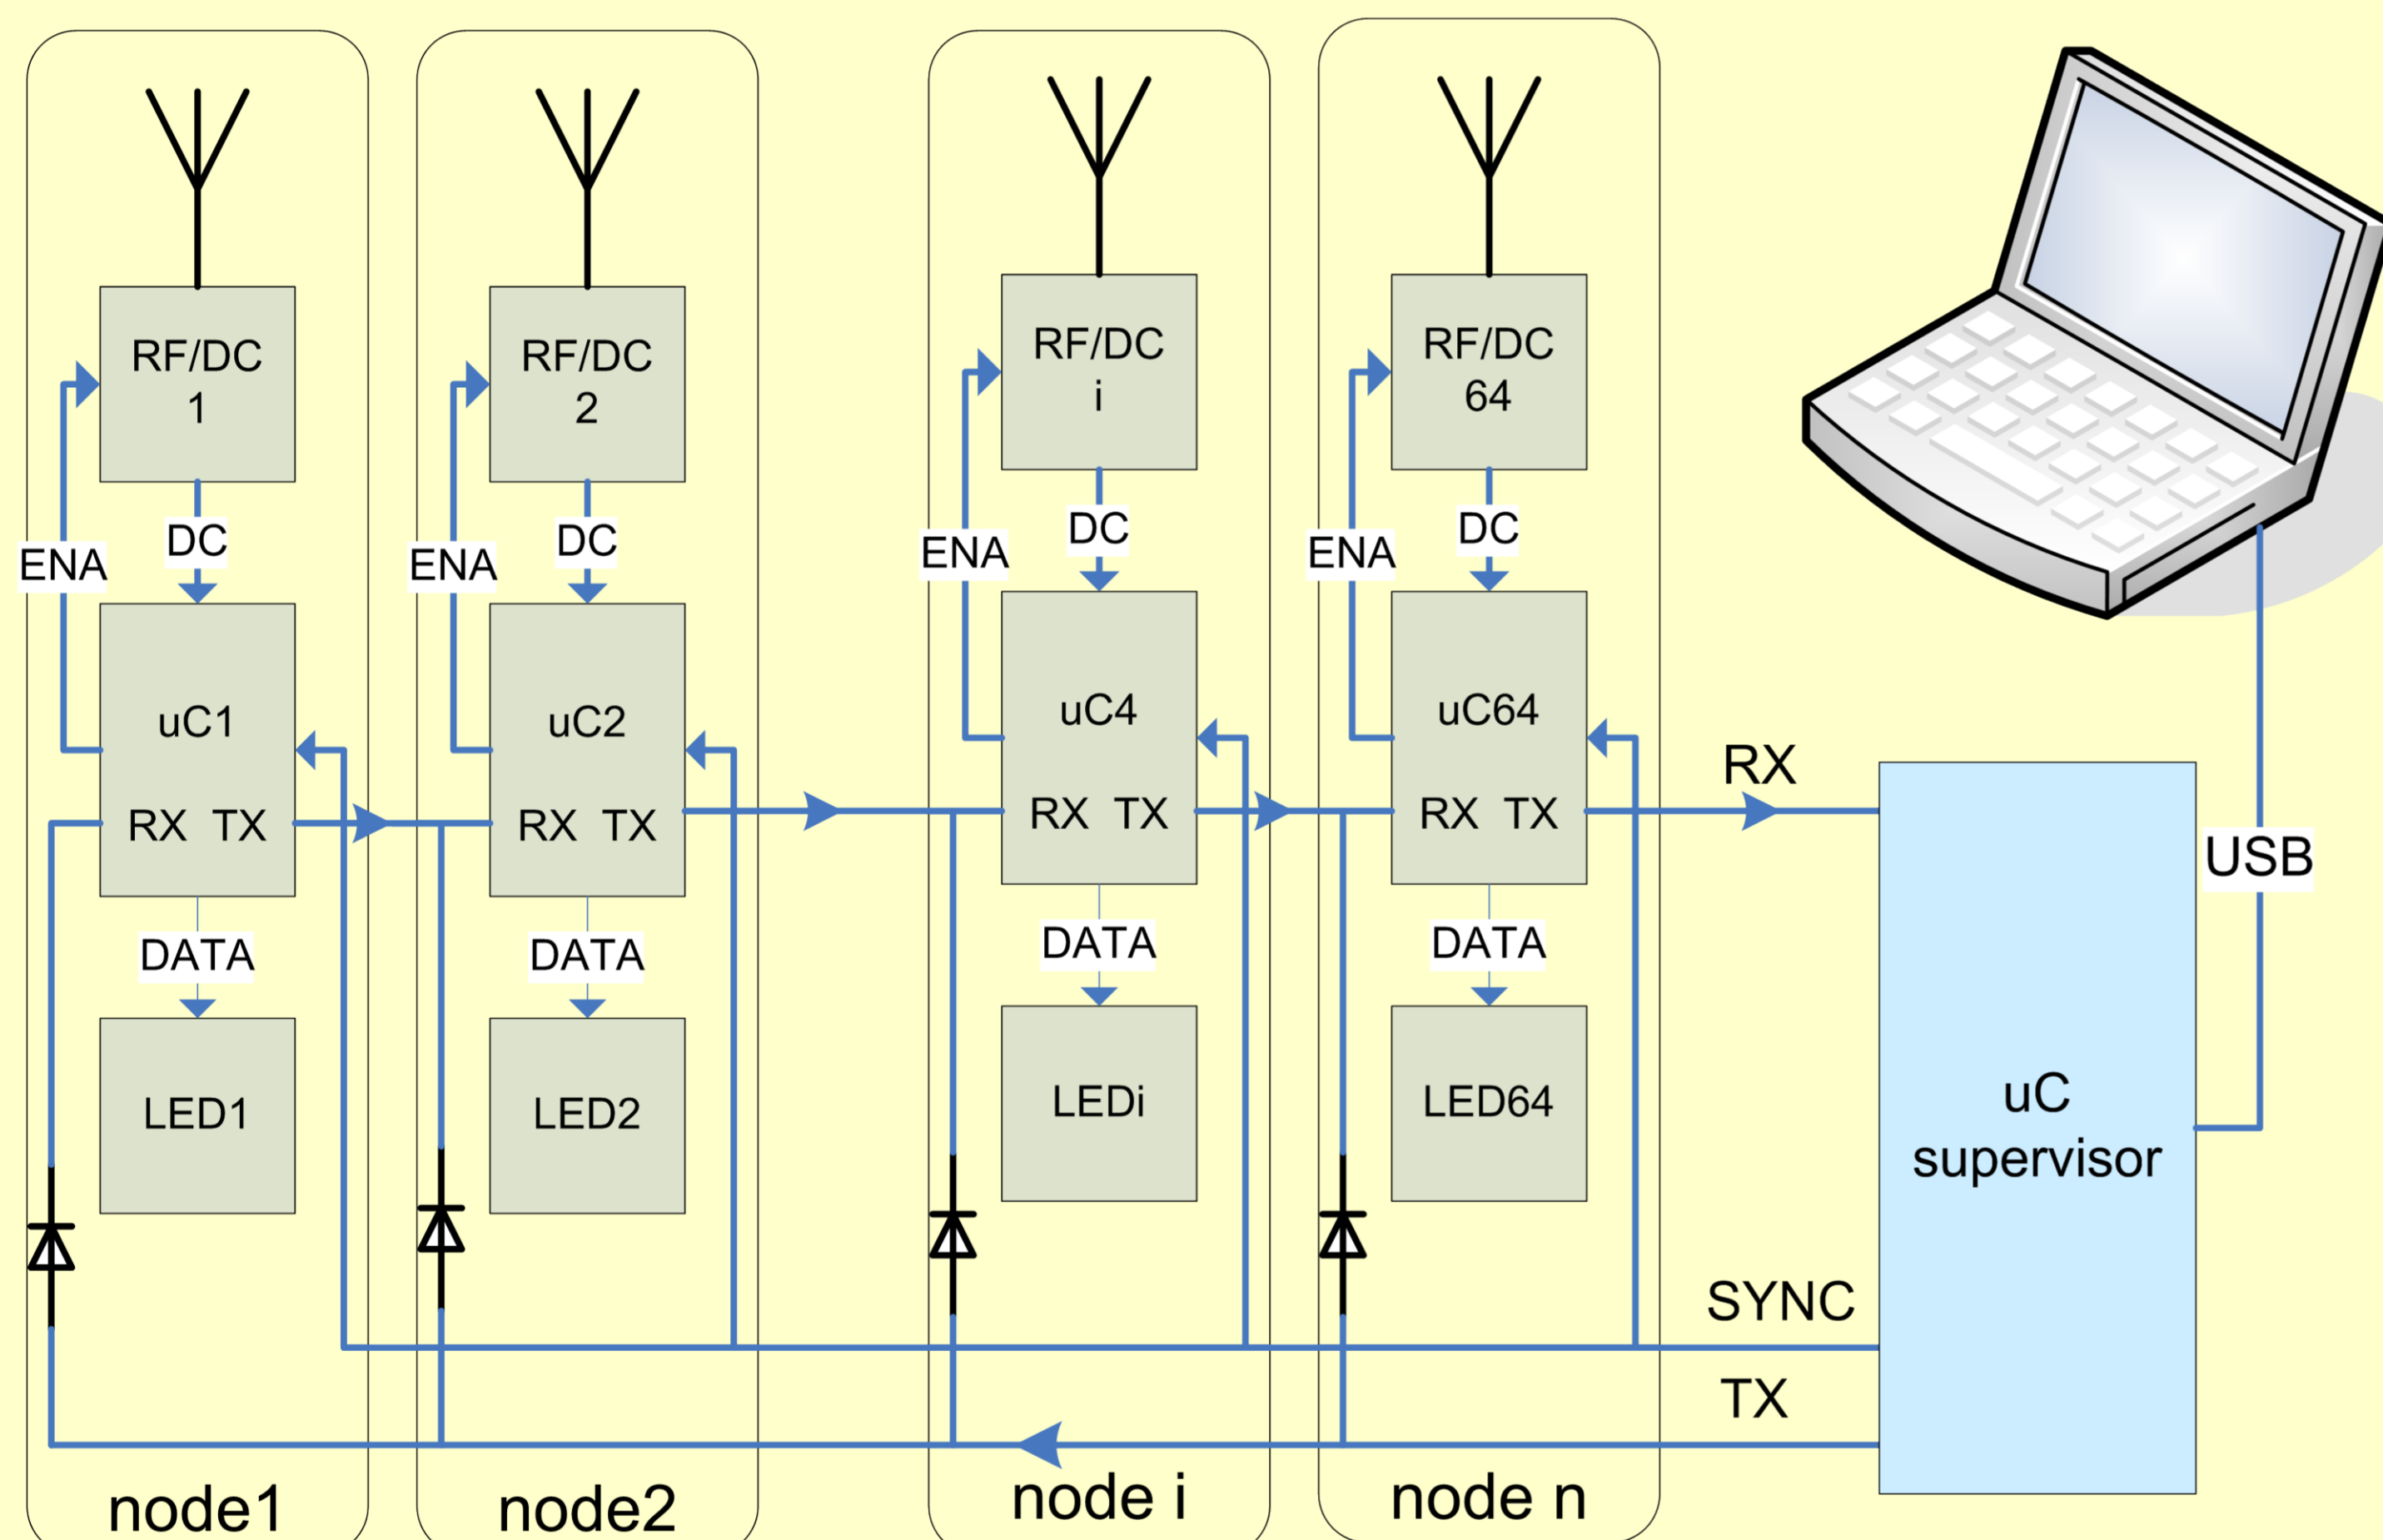 RF/DC
1
RF/DC
2
RF/DC
i
RF/DC
64
DC
DC
DC
DC
ENA
ENA
ENA
ENA
uC1
uC2
uC4
uC64
RX TX
RX TX
RX TX
RX TX
RX
USB
DATA
DATA
DATA
DATA
LED1
LED2
LEDi
LED64
uC
supervisor
SYNC
TX
node1
node2
node i
node n